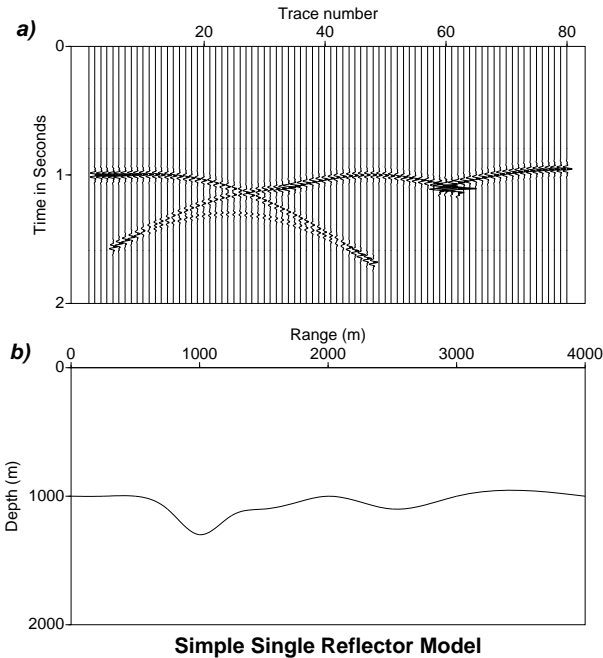 a)
Trace number
20 40 60 80
0
1
2
Time in Seconds
b)
Range (m)
0 1000 2000 3000 4000
0
1000
2000
Depth (m)
Simple Single Reflector Model